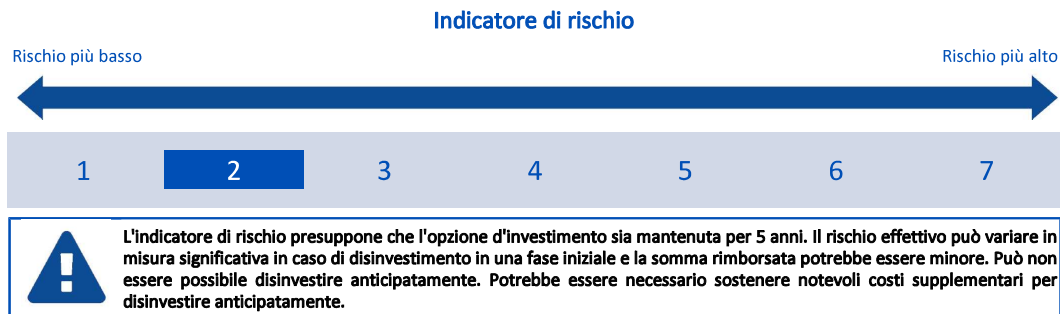 Indicatore di rischio
Rischio più basso Rischio più alto
1 2 3 4 5 6 7
L'indicatore di rischio presuppone che l'opzione d'investimento sia mantenuta per 5 anni. Il rischio effettivo può variare in
misura significativa in caso di disinvestimento in una fase iniziale e la somma rimborsata potrebbe essere minore. Può non
essere possibile disinvestire anticipatamente. Potrebbe essere necessario sostenere notevoli costi supplementari per
disinvestire anticipatamente.